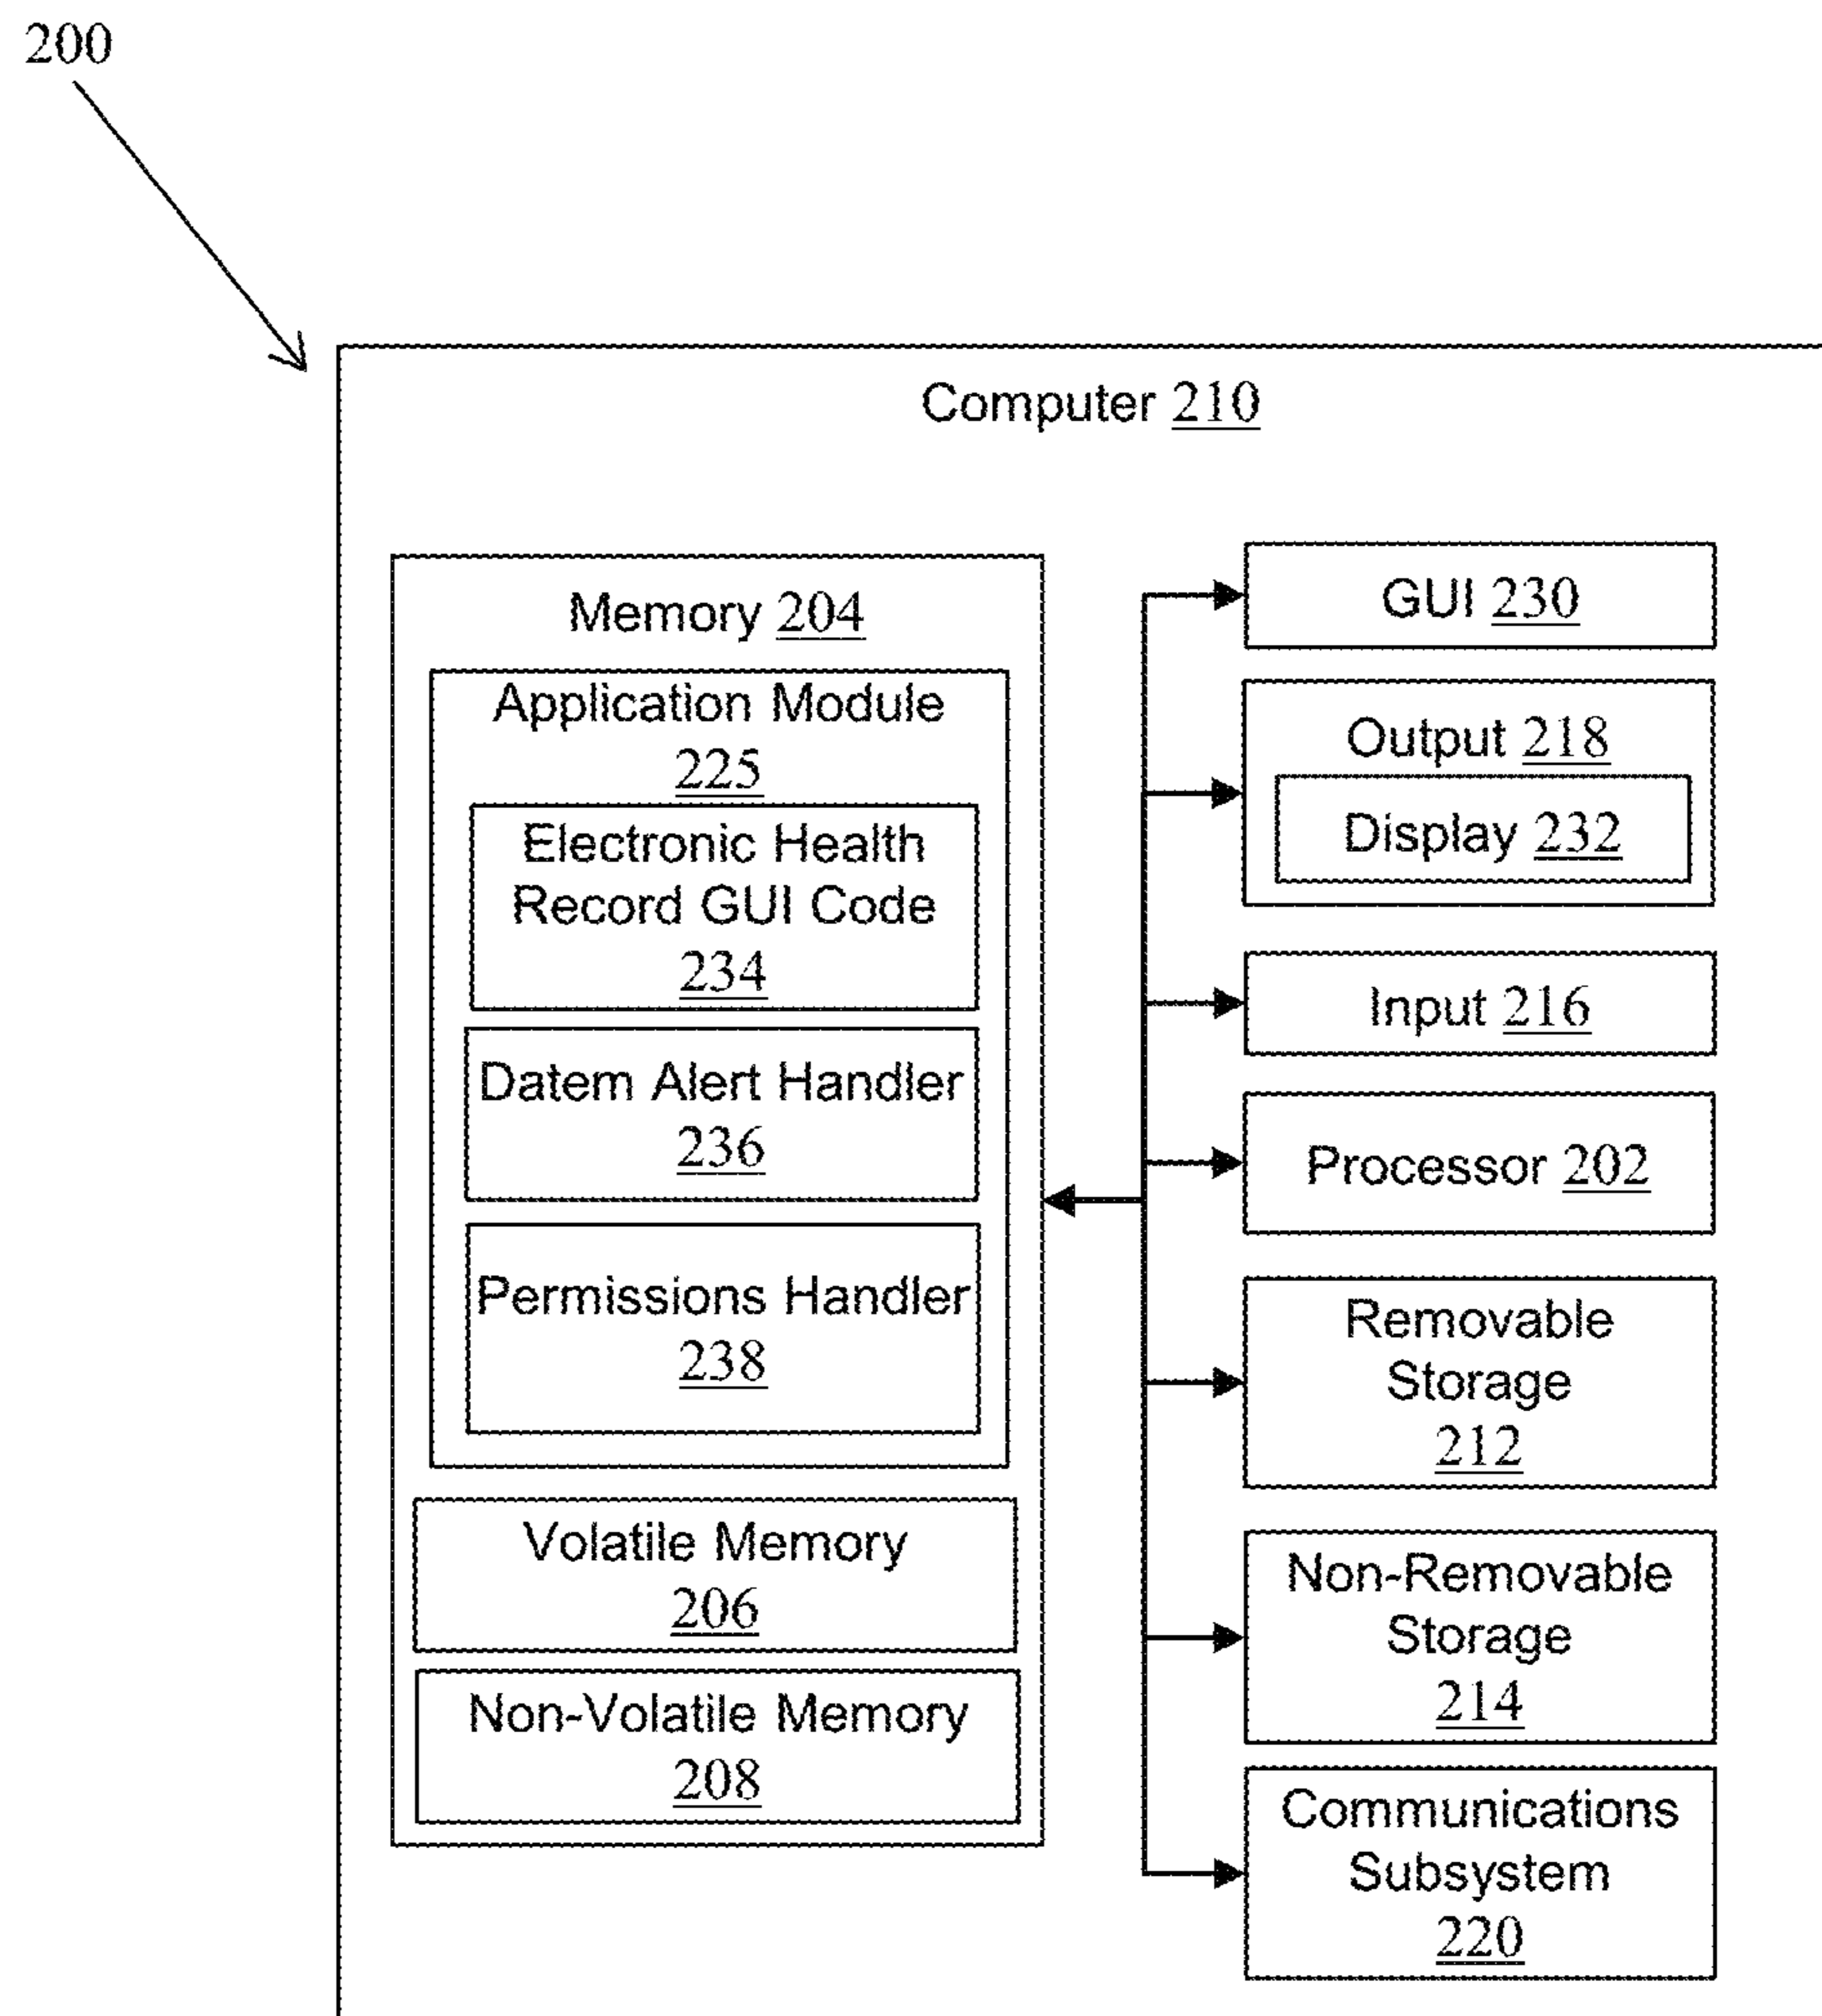 200
Computer 210
Memory 204
Application Module
225
Electronic Health
Record GUI Code
234
Datem Alert Handler
236
Permissions Handler
238
Volatile Memory
206
Non-Volatile Memory
208
GUI 230
Output 218
Display 232
Input 216
Processor 202
Removable
Storage
212
Non-Removable
Storage
214
Communications
Subsystem
220